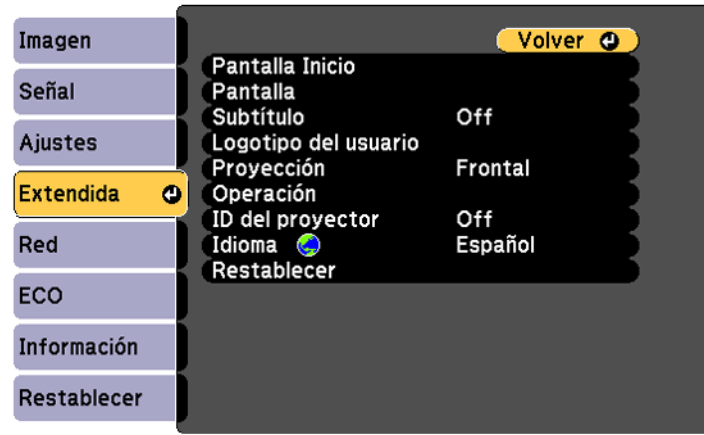 Imagen
Señal
Ajustes
Extendida
Red
ECO
Información
Restablecer
Volver
Pantalla Inicio
Pantalla
Subtítulo Off
Logotipo del usuario
Proyección Frontal
Operación
ID del proyector Off
Idioma Español
Restablecer